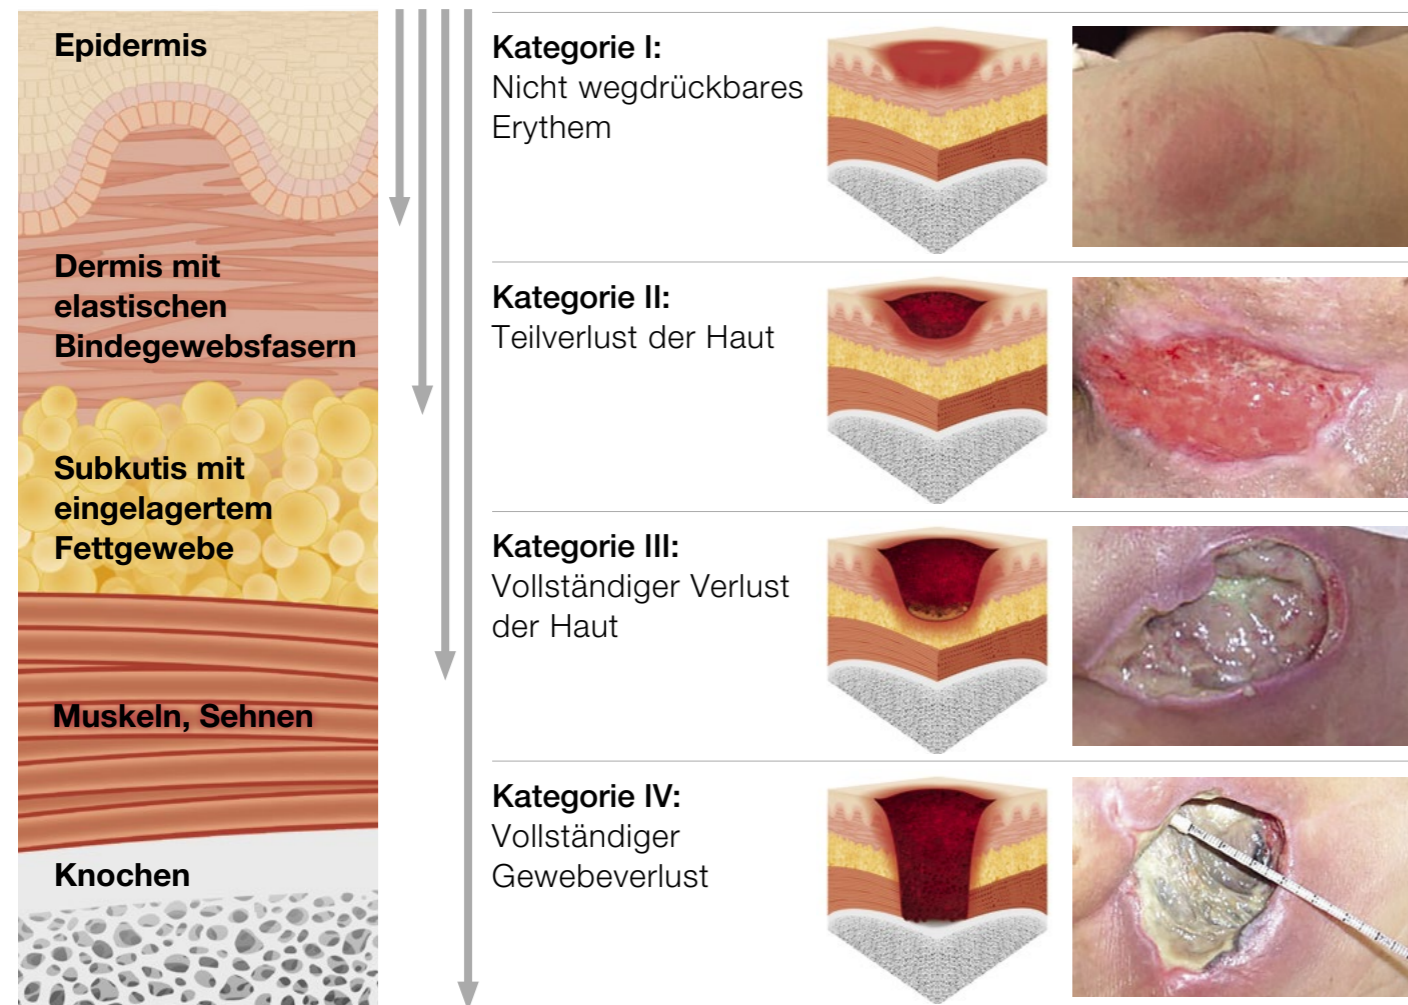 Epidermis
Dermis mit
elastischen
Bindegewebsfasern
Subkutis mit
eingelagertem
Fettgewebe
Muskeln, Sehnen
Knochen
Kategorie I:
Nicht wegdrückbares
Erythem
Kategorie II:
Teilverlust der Haut
Kategorie III:
Vollständiger Verlust
der Haut
Kategorie IV:
Vollständiger
Gewebeverlust